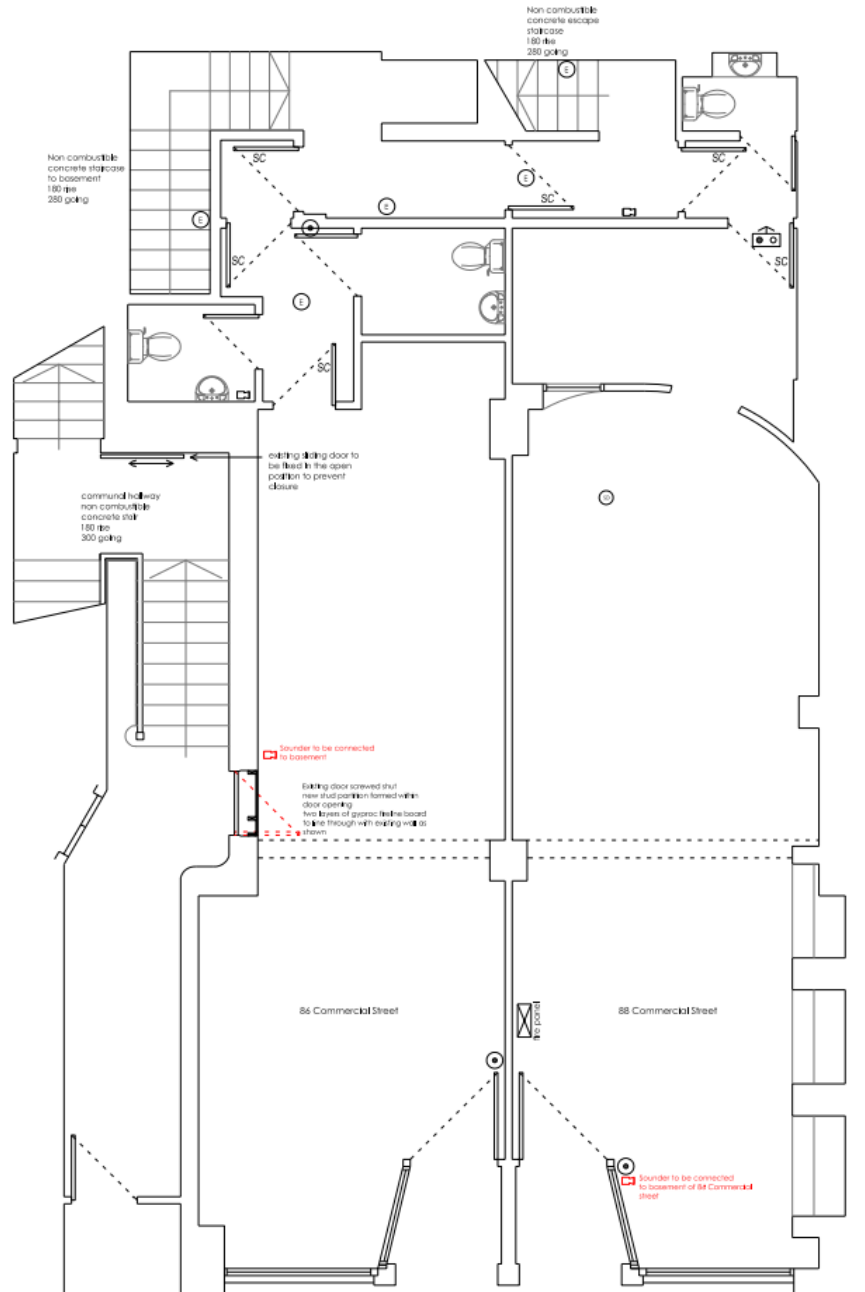 Non combustible
concrete escape
staircase
180 rise
280 going
E
Non combustible
concrete staircase
to basement
180 rise
280 going
SC
SC
E
SC
E
E
SC
SC
E
SC
existing sliding door to
be fixed in the open
position to prevent
closure
communal hallway
non combustible
concrete stair
180 rise
300 going
SD
Sounder to be connected
to basement
Existing door screwed shut
new stud partition formed within
door opening
two layers of gyproc fireline board
to line through with existing wall as
shown
86 Commercial Street
88 Commercial Street
fire panel
Sounder to be connected
to basement of 86 Commercial
street